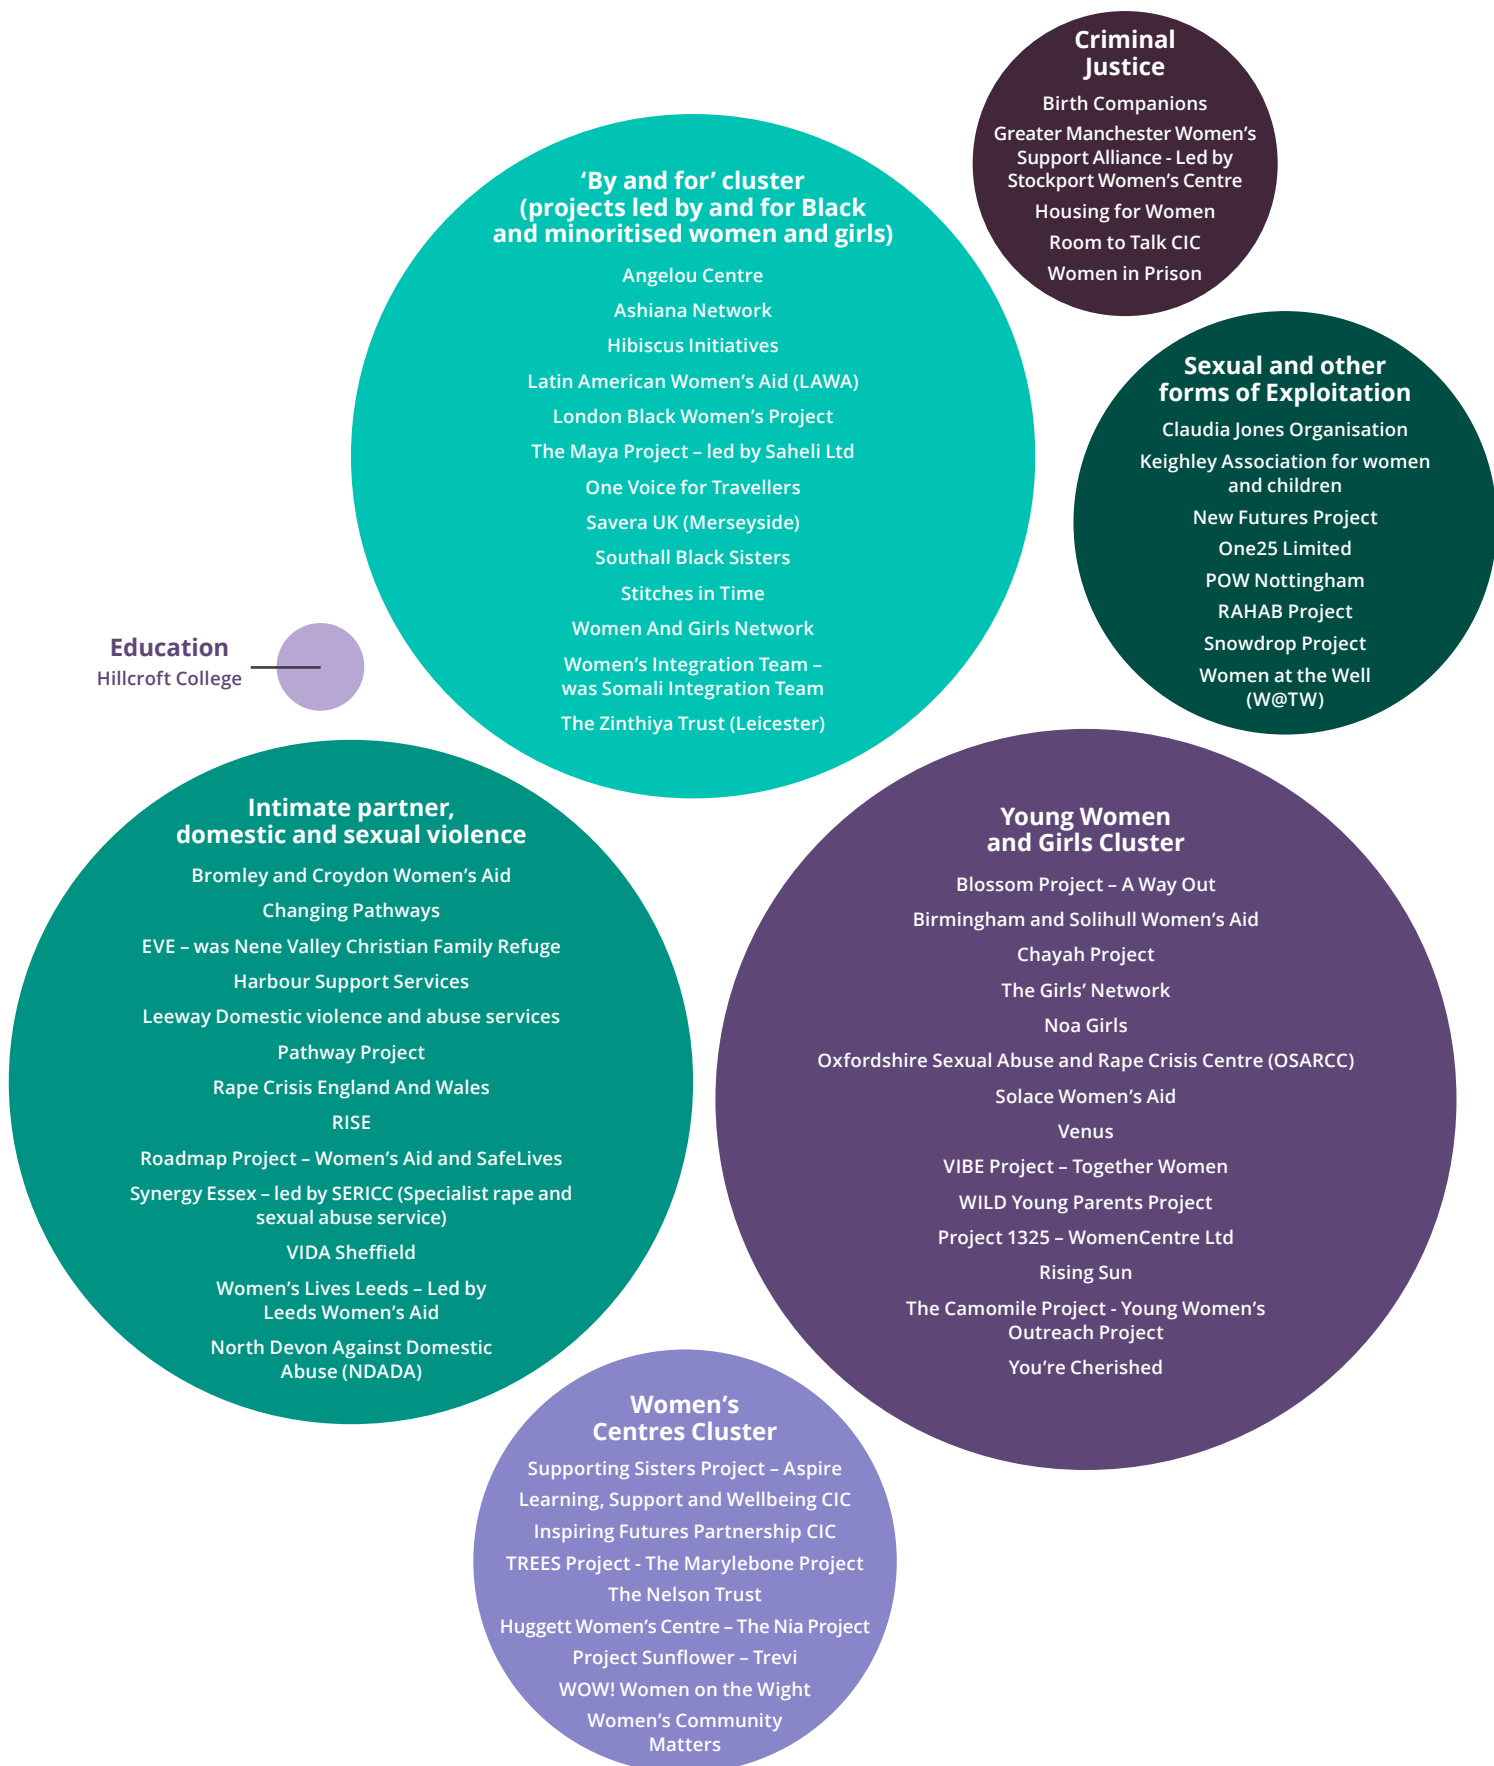 Criminal
Justice
Birth Companions
Greater Manchester Women’s
Support Alliance - Led by
Stockport Women’s Centre
Housing for Women
Room to Talk CIC
Women in Prison
‘By and for’ cluster
(projects led by and for Black
and minoritised women and girls)
Angelou Centre
Ashiana Network
Hibiscus Initiatives
Latin American Women’s Aid (LAWA)
London Black Women’s Project
The Maya Project – led by Saheli Ltd
One Voice for Travellers
Savera UK (Merseyside)
Southall Black Sisters
Stitches in Time
Women And Girls Network
Women’s Integration Team –
was Somali Integration Team
The Zinthiya Trust (Leicester)
Sexual and other
forms of Exploitation
Claudia Jones Organisation
Keighley Association for women
and children
New Futures Project
One25 Limited
POW Nottingham
RAHAB Project
Snowdrop Project
Women at the Well
(W@TW)
Education
Hillcroft College
Intimate partner,
domestic and sexual violence
Bromley and Croydon Women’s Aid
Changing Pathways
EVE – was Nene Valley Christian Family Refuge
Harbour Support Services
Leeway Domestic violence and abuse services
Pathway Project
Rape Crisis England And Wales
RISE
Roadmap Project – Women’s Aid and SafeLives
Synergy Essex – led by SERICC (Specialist rape and
sexual abuse service)
VIDA Sheffield
Women’s Lives Leeds – Led by
Leeds Women’s Aid
North Devon Against Domestic
Abuse (NDADA)
Young Women
and Girls Cluster
Blossom Project – A Way Out
Birmingham and Solihull Women’s Aid
Chayah Project
The Girls’ Network
Noa Girls
Oxfordshire Sexual Abuse and Rape Crisis Centre (OSARCC)
Solace Women’s Aid
Venus
VIBE Project – Together Women
WILD Young Parents Project
Project 1325 – WomenCentre Ltd
Rising Sun
The Camomile Project - Young Women’s
Outreach Project
You’re Cherished
Women’s
Centres Cluster
Supporting Sisters Project – Aspire
Learning, Support and Wellbeing CIC
Inspiring Futures Partnership CIC
TREES Project - The Marylebone Project
The Nelson Trust
Huggett Women’s Centre – The Nia Project
Project Sunflower – Trevi
WOW! Women on the Wight
Women’s Community
Matters